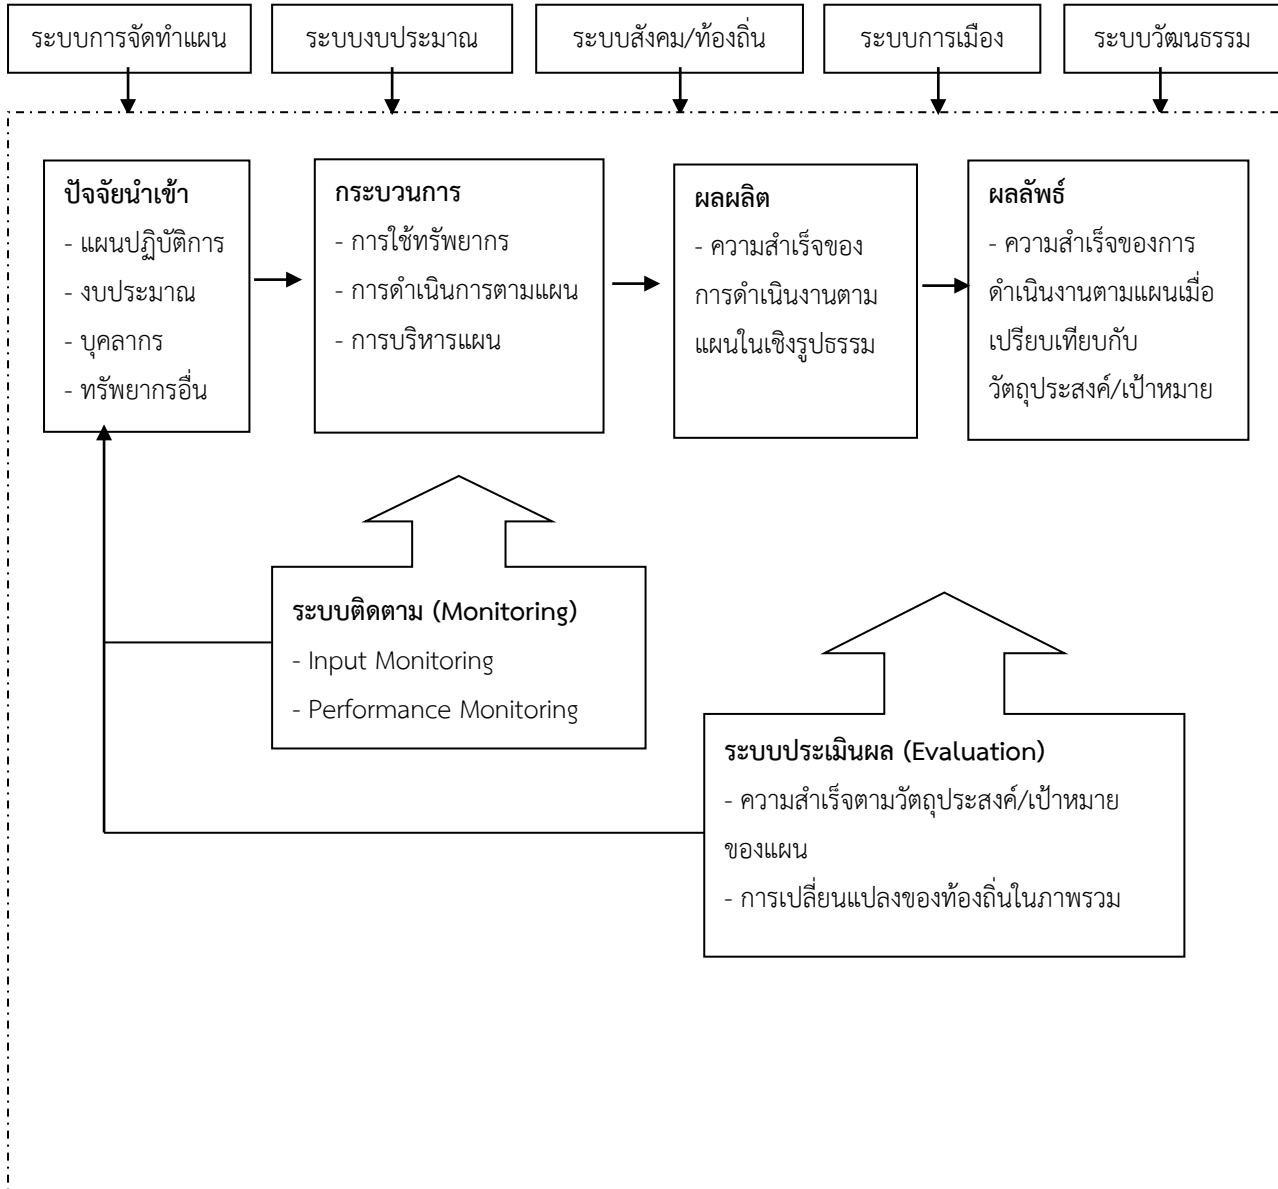 ระบบการจัดทำแผน
ระบบงบประมาณ
ระบบสังคม/ท้องถิ่น
ระบบการเมือง
ระบบวัฒนธรรม
ปัจจัยนำเข้า
- แผนปฏิบัติการ
- งบประมาณ
- บุคลากร
- ทรัพยากรอื่น
กระบวนการ
- การใช้ทรัพยากร
- การดำเนินการตามแผน
- การบริหารแผน
ผลผลิต
- ความสำเร็จของ
การดำเนินงานตาม
แผนในเชิงรูปธรรม
ผลลัพธ์
- ความสำเร็จของการ
ดำเนินงานตามแผนเมื่อ
เปรียบเทียบกับ
วัตถุประสงค์/เป้าหมาย
ระบบติดตาม (Monitoring)
- Input Monitoring
- Performance Monitoring
ระบบประเมินผล (Evaluation)
- ความสำเร็จตามวัตถุประสงค์/เป้าหมาย
ของแผน
- การเปลี่ยนแปลงของท้องถิ่นในภาพรวม